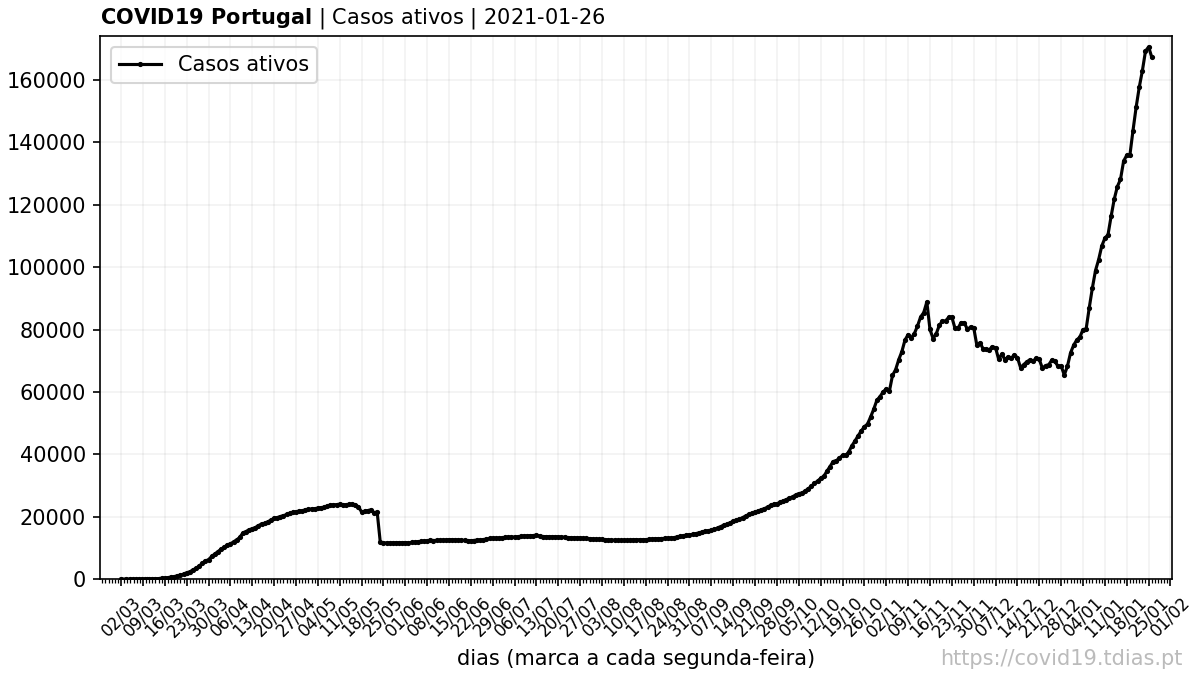 COVID19 Portugal | Casos ativos | 2021-01-26
Casos ativos
160000
140000
120000
100000
80000
60000
40000
20000
0
02/03 09/03 16/03 23/03 30/03 06/04 13/04 20/04 27/04 04/05 11/05 18/05 25/05 01/06 08/06 15/06 22/06 29/06 06/07 13/07 20/07 27/07 03/08 10/08 17/08 24/08 31/08 07/09 14/09 21/09 28/09 05/10 12/10 19/10 26/10 02/11 09/11 16/11 23/11 30/11 07/12 14/12 21/12 28/12 04/01 11/01 18/01 25/01 01/02
dias (marca a cada segunda-feira)
https://covid19.tdias.pt